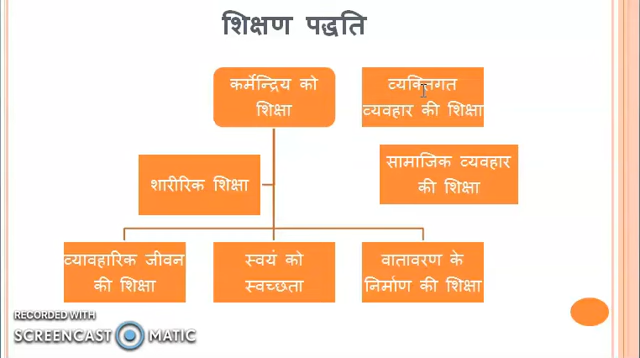 शिक्षण पद्धति
कर्मेन्द्रिय को
शिक्षा
व्यक्तिगत
व्यवहार की शिक्षा
शारीरिक शिक्षा
सामाजिक व्यवहार
की शिक्षा
व्यावहारिक जीवन
की शिक्षा
स्वयं को
स्वच्छता
वातावरण के
निर्माण की शिक्षा
RECORDED WITH
SCREENCAST MATIC